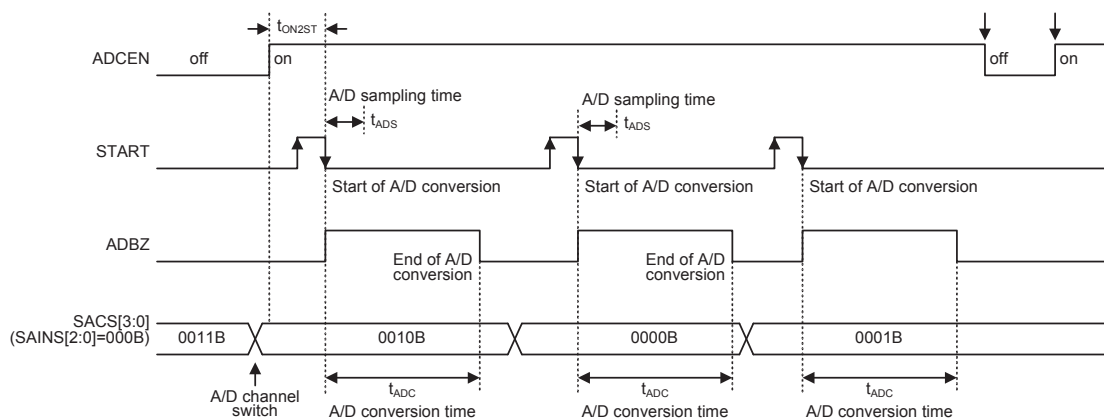 tON2ST
ADCEN
off
on
off
on
A/D sampling time
tADS
A/D sampling time
tADS
START
Start of A/D conversion
Start of A/D conversion
Start of A/D conversion
ADBZ
End of A/D
conversion
End of A/D
conversion
SACS[3:0]
(SAINS[2:0]=000B)
0011B
0010B
0000B
0001B
A/D channel
switch
tADC
A/D conversion time
tADC
A/D conversion time
tADC
A/D conversion time